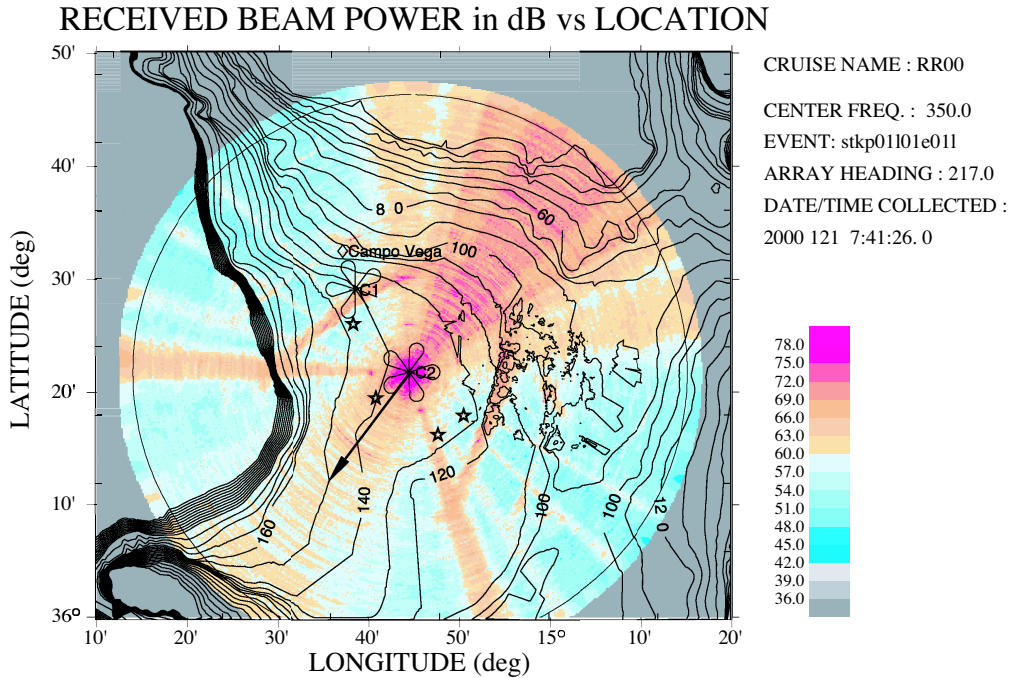 RECEIVED BEAM POWER in dB vs LOCATION
CRUISE NAME : RR00
CENTER FREQ. : 350.0
EVENT: stkp01l01e01l
ARRAY HEADING : 217.0
DATE/TIME COLLECTED :
2000 121 7:41:26. 0
50'
40'
30'
20'
10'
36°
LATITUDE (deg)
8 0
60
100
Campo Vega
C1
C2
120
140
160
100
100
12 0
78.0
75.0
72.0
69.0
66.0
63.0
60.0
57.0
54.0
51.0
48.0
45.0
42.0
39.0
36.0
10' 20' 30' 40' 50' 15° 10' 20'
LONGITUDE (deg)